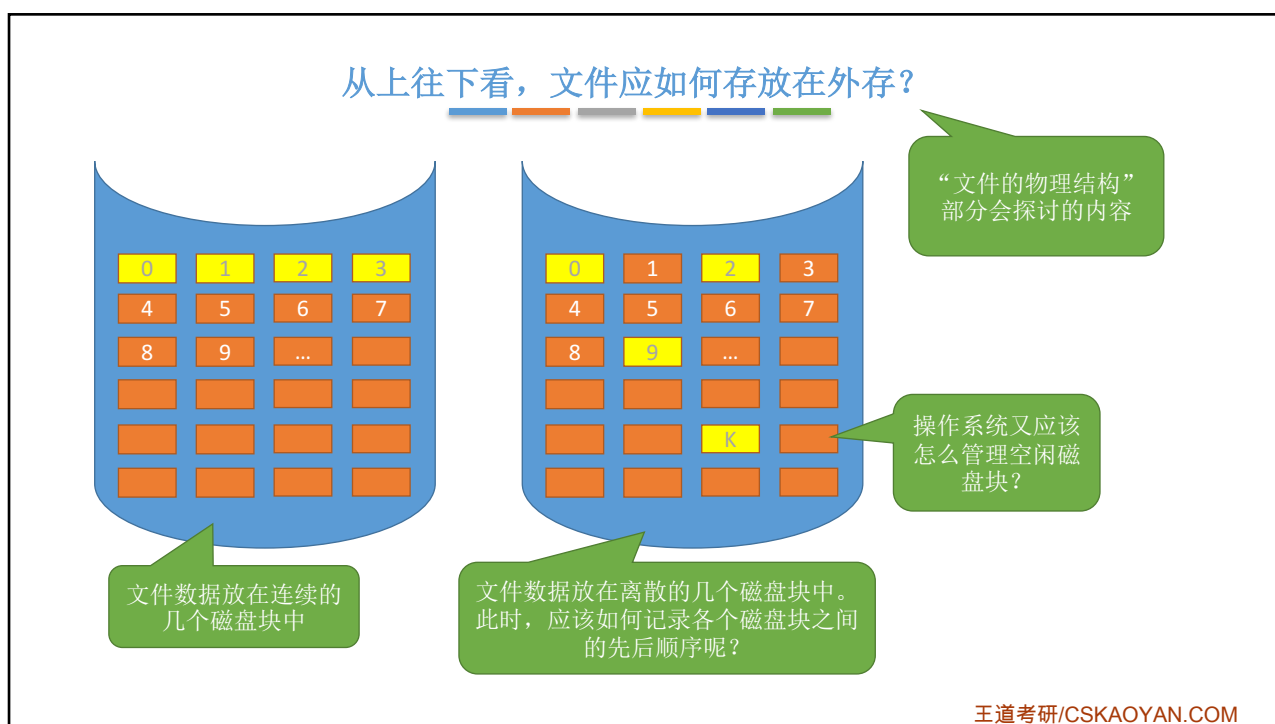 从上往下看，文件应如何存放在外存？
“文件的物理结构”
部分会探讨的内容
0 1 2 3
4 5 6 7
8 9 …
0 1 2 3
4 5 6 7
8 9 …
K
操作系统又应该
怎么管理空闲磁
盘块？
文件数据放在连续的
几个磁盘块中
文件数据放在离散的几个磁盘块中。
此时，应该如何记录各个磁盘块之间
的先后顺序呢？
王道考研/CSKAOYAN.COM